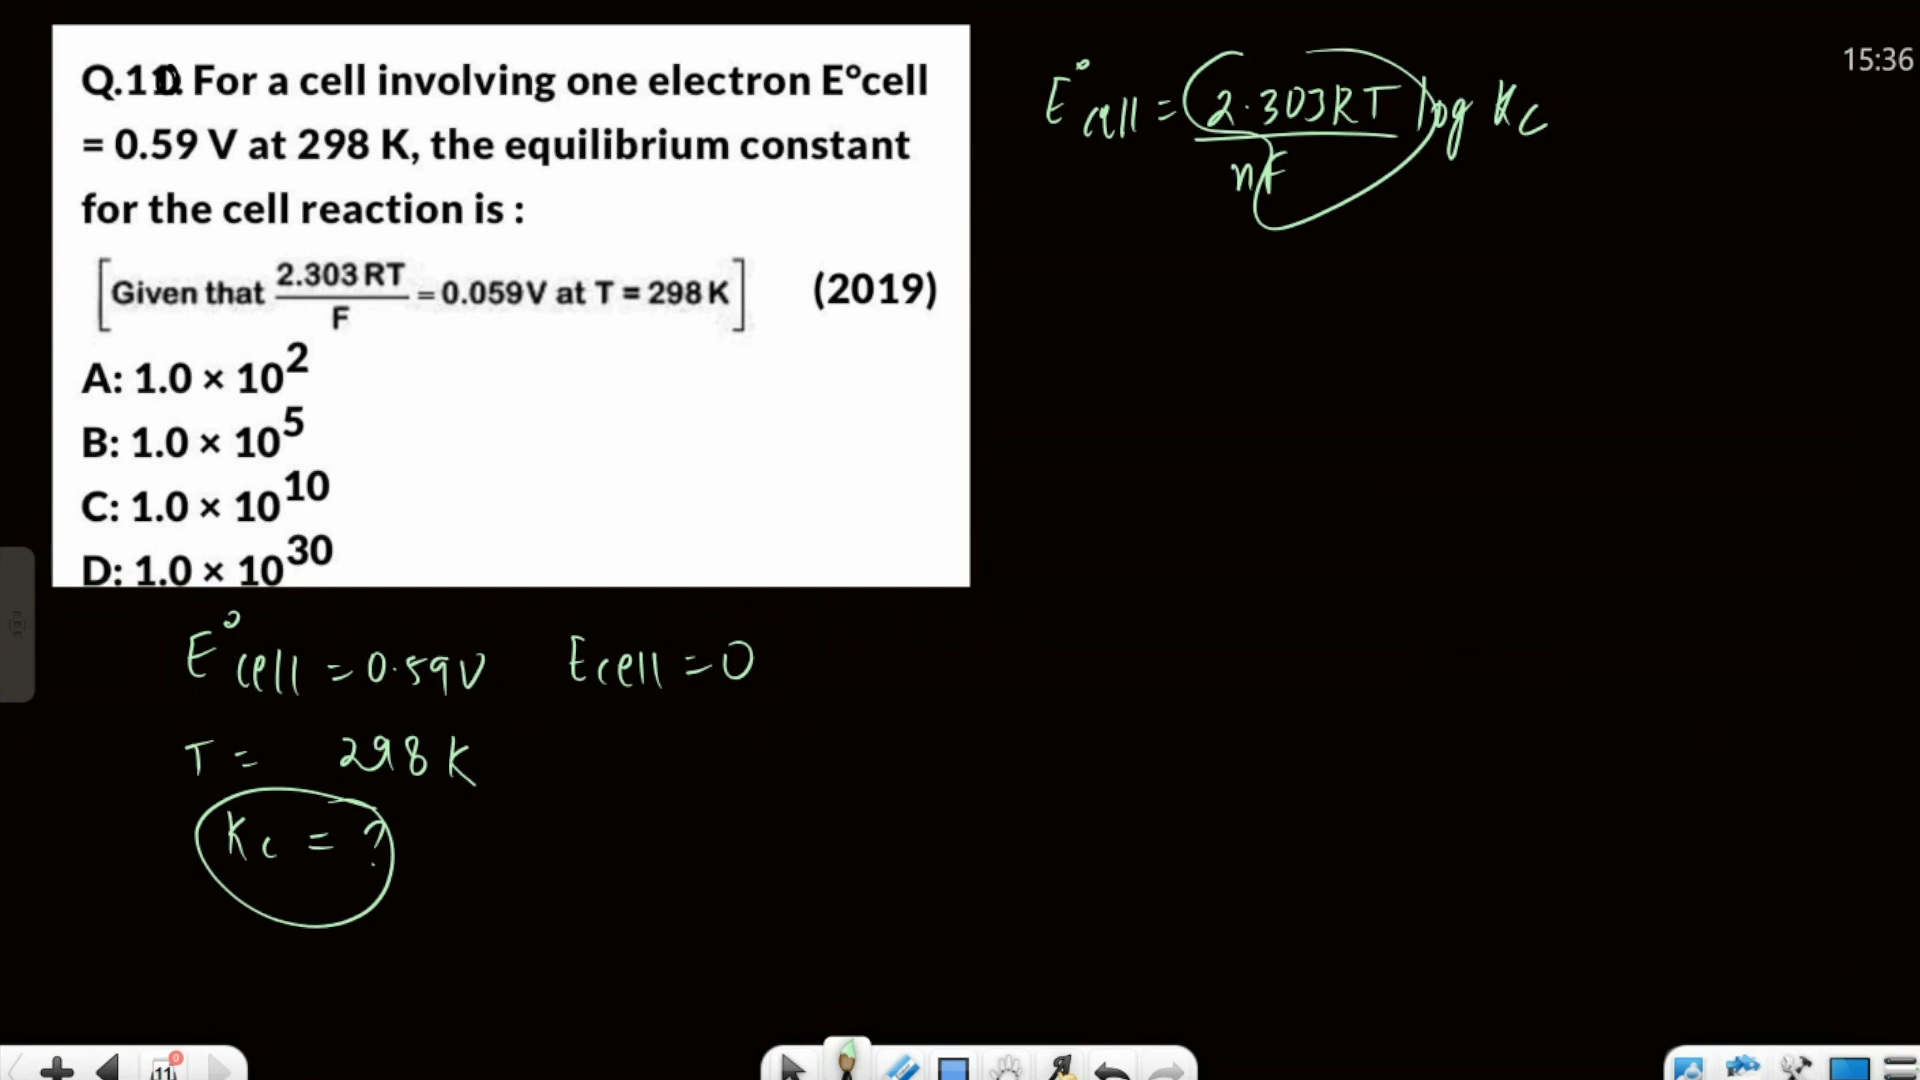 Q.10. For a cell involving one electron E°cell
= 0.59 V at 298 K, the equilibrium constant
for the cell reaction is :
[Given that 2.303 RT / F = 0.059 V at T = 298 K] (2019)
A: 1.0 × 10^2
B: 1.0 × 10^5
C: 1.0 × 10^10
D: 1.0 × 10^30
E°cell = 0.59V Ecell = 0
T = 298 K
Kc = ?
E°cell = 2.303RT / nF log Kc
15:36
11
0